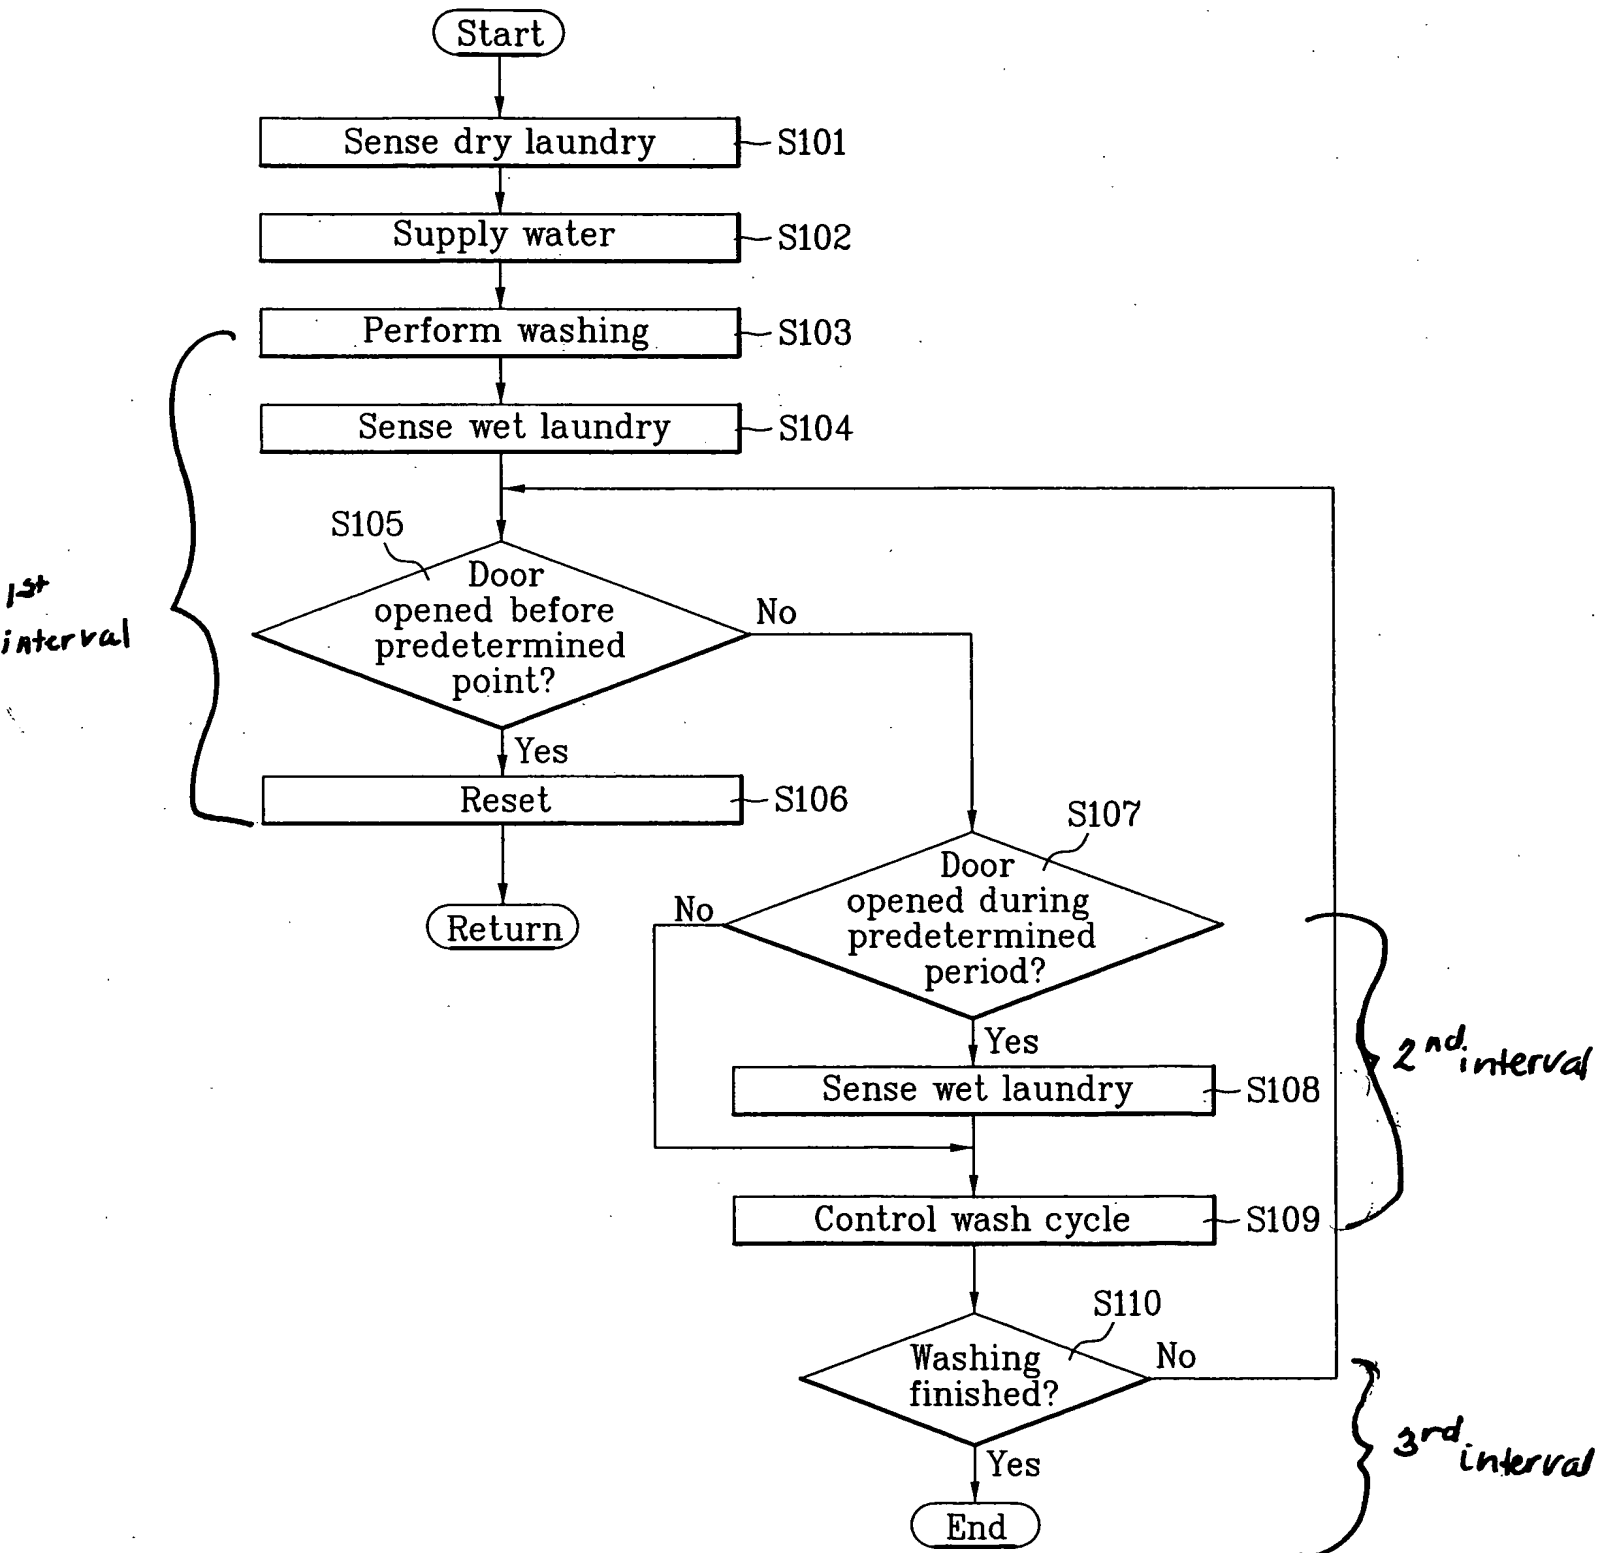 Start
Sense dry laundry
S101
Supply water
S102
Perform washing
S103
Sense wet laundry
S104
S105
Door
opened before
predetermined
point?
No
Yes
1st
interval
Reset
S106
Return
S107
Door
opened during
predetermined
period?
No
Yes
Sense wet laundry
S108
2nd interval
Control wash cycle
S109
S110
Washing
finished?
No
Yes
3rd interval
End